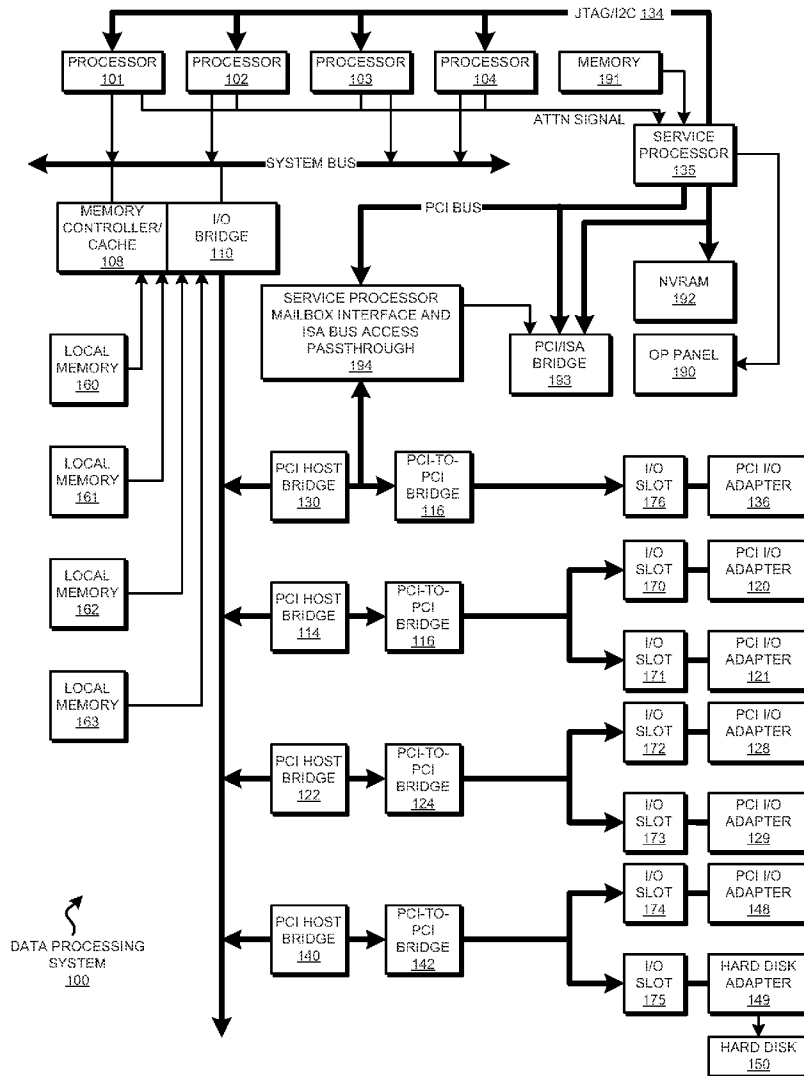 JTAG/I2C 134
PROCESSOR
101
PROCESSOR
102
PROCESSOR
103
PROCESSOR
104
MEMORY
191
ATTN SIGNAL
SERVICE
PROCESSOR
135
SYSTEM BUS
MEMORY
CONTROLLER/
CACHE
108
I/O
BRIDGE
110
PCI BUS
NVRAM
192
SERVICE PROCESSOR
MAILBOX INTERFACE AND
ISA BUS ACCESS
PASSTHROUGH
194
PCI/ISA
BRIDGE
193
OP PANEL
190
LOCAL
MEMORY
160
LOCAL
MEMORY
161
LOCAL
MEMORY
162
LOCAL
MEMORY
163
PCI HOST
BRIDGE
130
PCI-TO-
PCI
BRIDGE
116
I/O
SLOT
176
PCI I/O
ADAPTER
136
I/O
SLOT
170
PCI I/O
ADAPTER
120
PCI HOST
BRIDGE
114
PCI-TO-
PCI
BRIDGE
116
I/O
SLOT
171
PCI I/O
ADAPTER
121
I/O
SLOT
172
PCI I/O
ADAPTER
128
PCI HOST
BRIDGE
122
PCI-TO-
PCI
BRIDGE
124
I/O
SLOT
173
PCI I/O
ADAPTER
129
I/O
SLOT
174
PCI I/O
ADAPTER
148
PCI HOST
BRIDGE
140
PCI-TO-
PCI
BRIDGE
142
I/O
SLOT
175
HARD DISK
ADAPTER
149
HARD DISK
150
DATA PROCESSING
SYSTEM
100